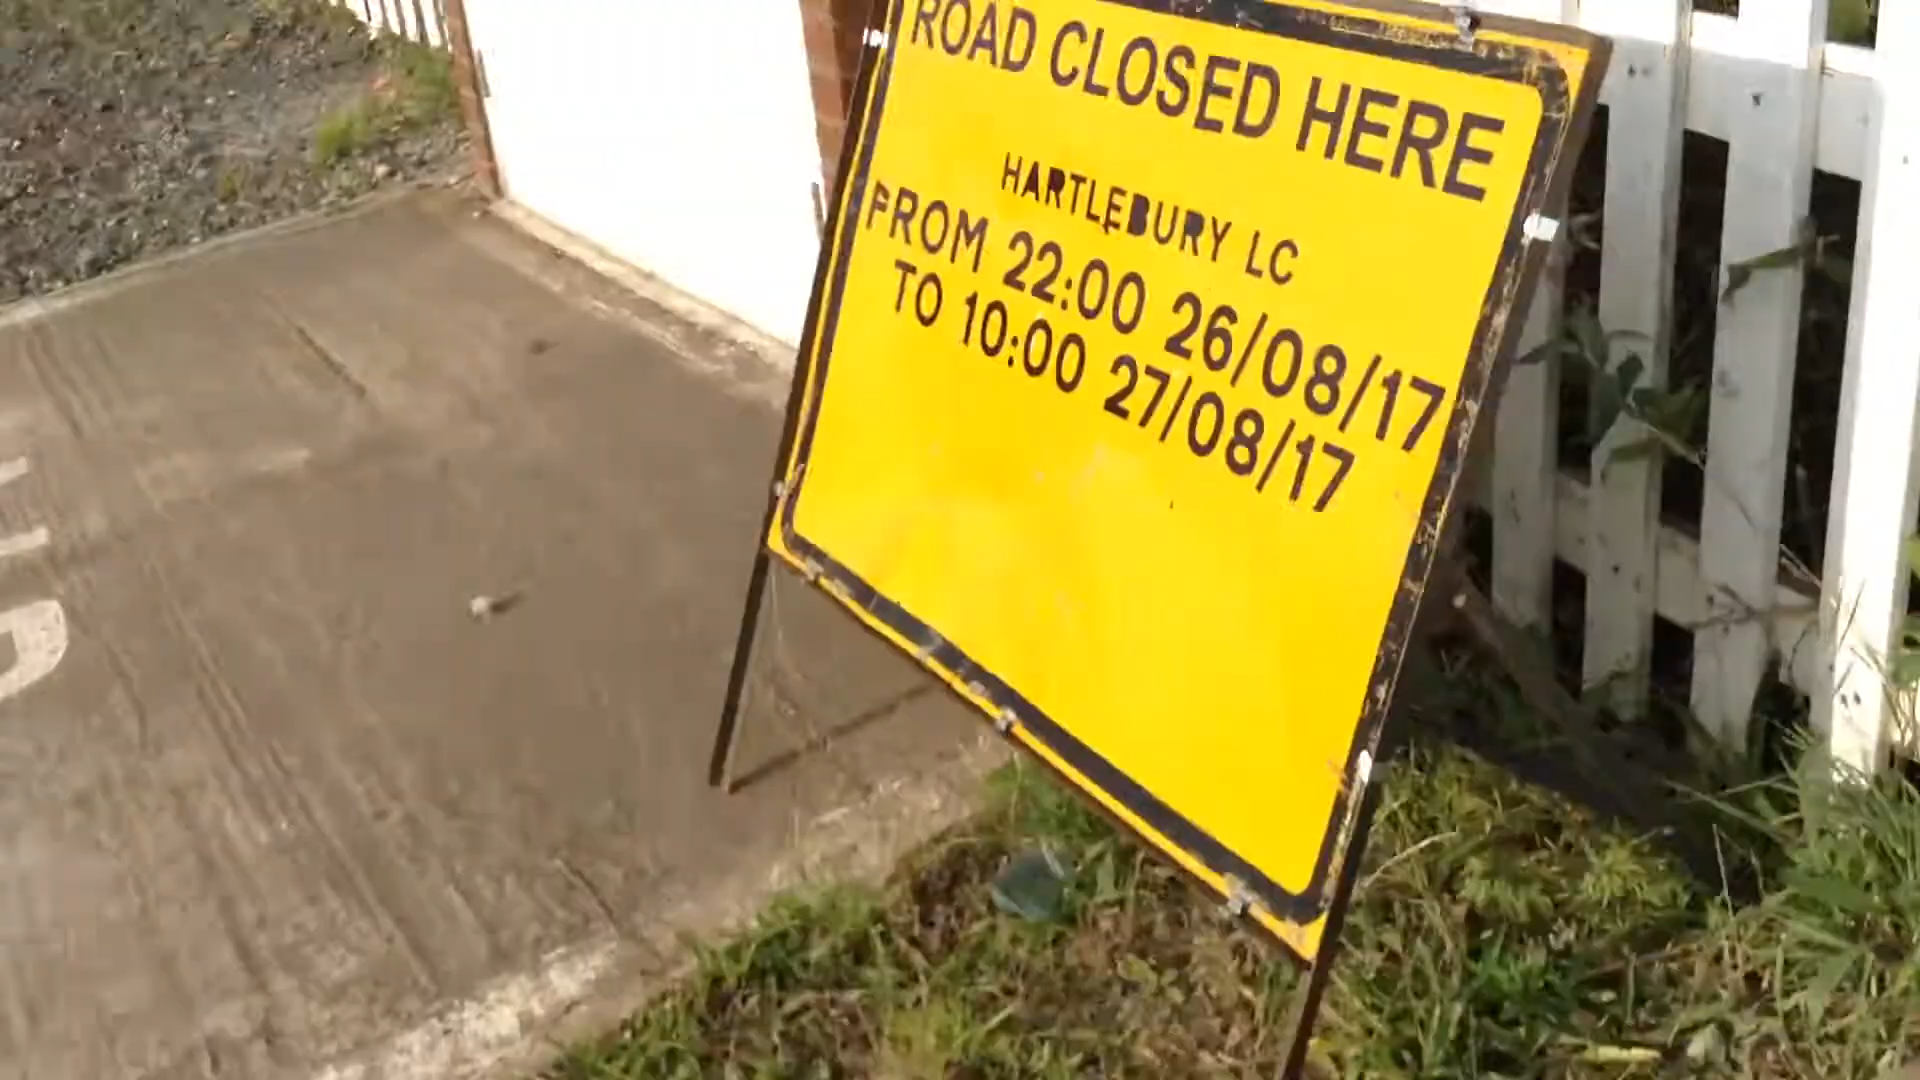 ROAD CLOSED HERE
HARTLEBURY LC
FROM 22:00 26/08/17
TO 10:00 27/08/17